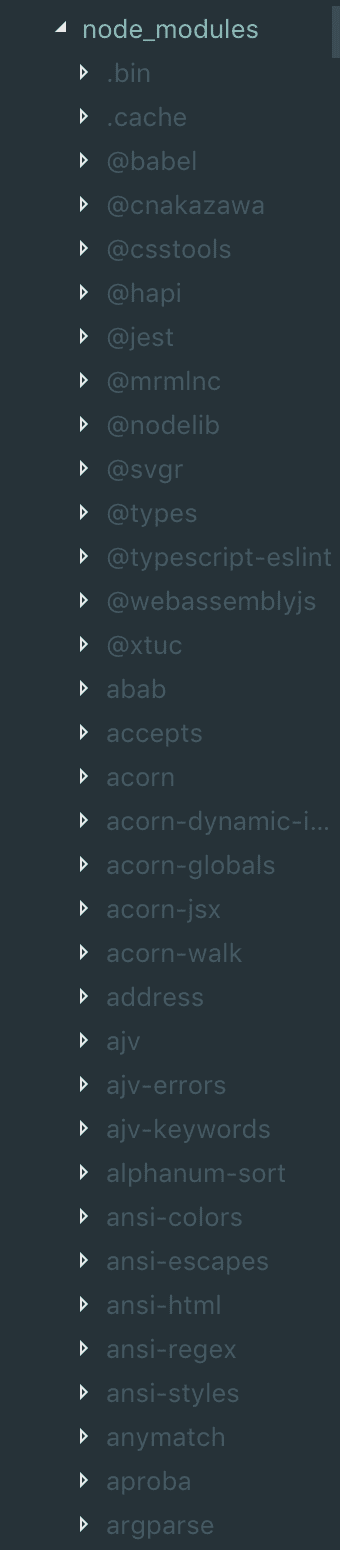 node_modules
.bin
.cache
@babel
@cnakazawa
@csstools
@hapi
@jest
@mrmlnc
@nodelib
@svgr
@types
@typescript-eslint
@webassemblyjs
@xtuc
abab
accepts
acorn
acorn-dynamic-i...
acorn-globals
acorn-jsx
acorn-walk
address
ajv
ajv-errors
ajv-keywords
alphanum-sort
ansi-colors
ansi-escapes
ansi-html
ansi-regex
ansi-styles
anymatch
aproba
argparse